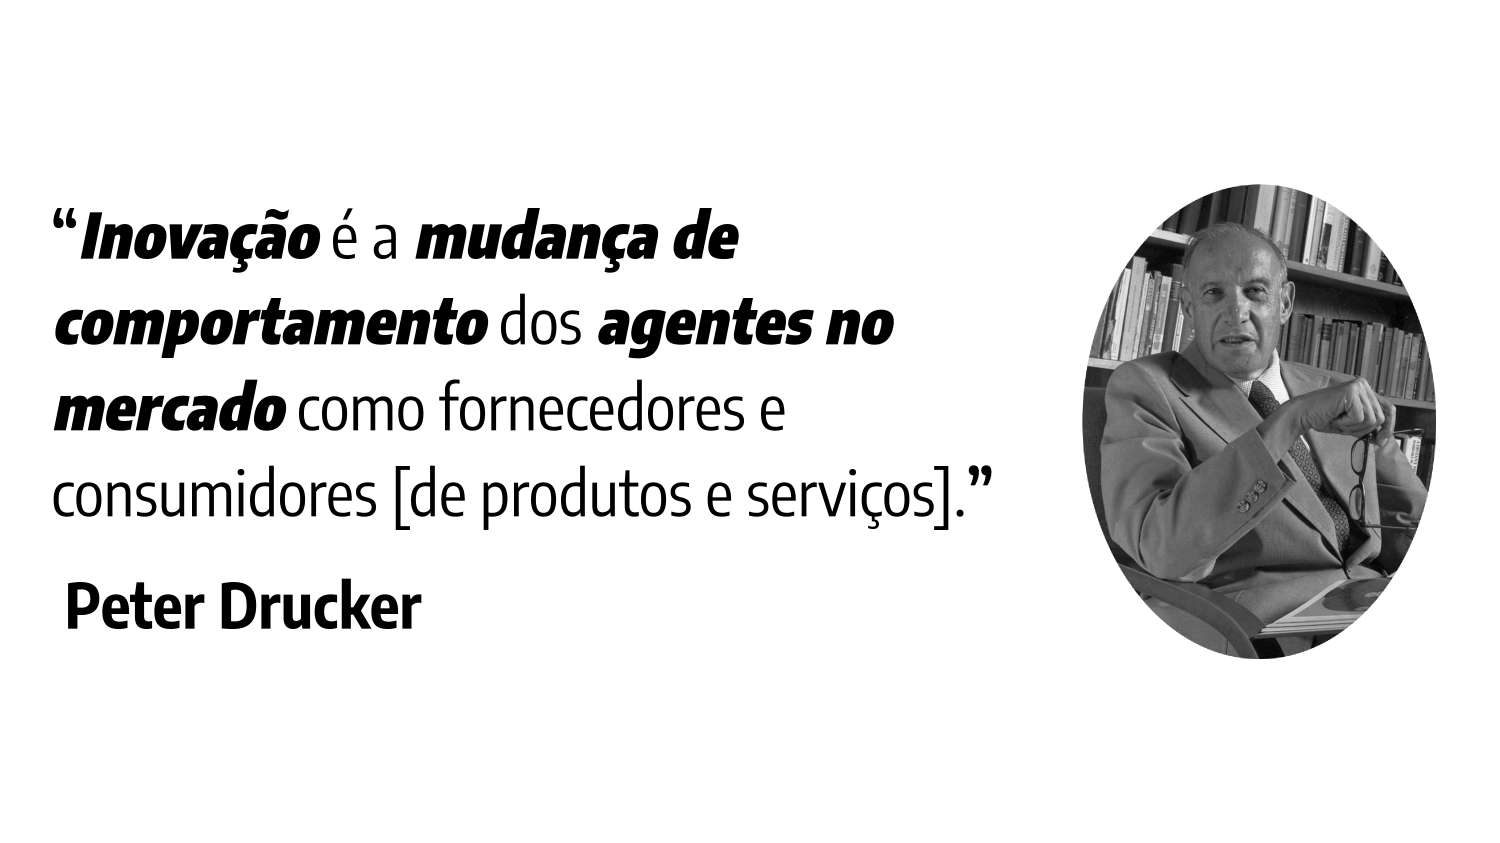 “Inovação é a mudança de
comportamento dos agentes no
mercado como fornecedores e
consumidores [de produtos e serviços].”
Peter Drucker